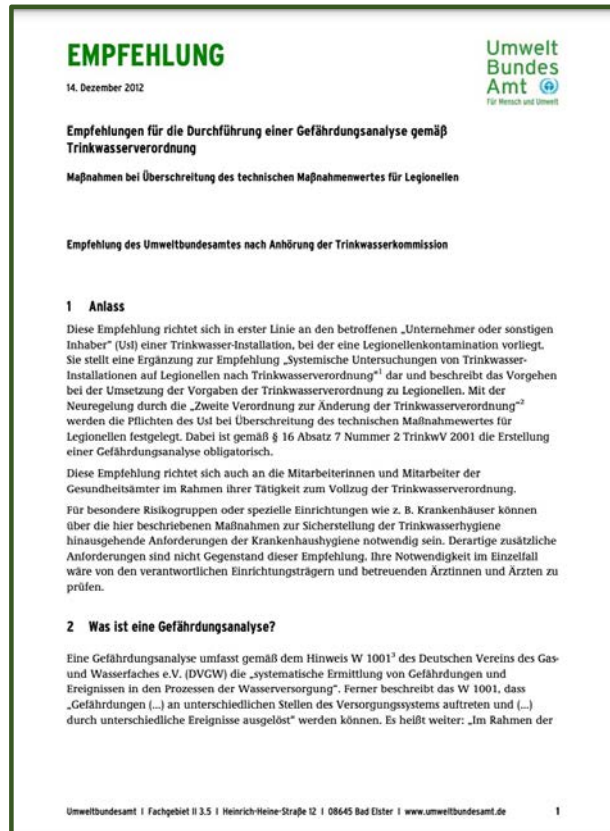 EMPFEHLUNG
Umwelt
Bundes
Amt
Für Mensch und Umwelt
14. Dezember 2012
Empfehlungen für die Durchführung einer Gefährdungsanalyse gemäß
Trinkwasserverordnung
Maßnahmen bei Überschreitung des technischen Maßnahmenwertes für Legionellen
Empfehlung des Umweltbundesamtes nach Anhörung der Trinkwasserkommission
1 Anlass
Diese Empfehlung richtet sich in erster Linie an den betroffenen „Unternehmer oder sonstigen
Inhaber“ (UsI) einer Trinkwasser-Installation, bei der eine Legionellenkontamination vorliegt.
Sie stellt eine Ergänzung zur Empfehlung „Systemische Untersuchungen von Trinkwasser-
Installationen auf Legionellen nach Trinkwasserverordnung“1 dar und beschreibt das Vorgehen
bei der Umsetzung der Vorgaben der Trinkwasserverordnung zu Legionellen. Mit der
Neuregelung durch die „Zweite Verordnung zur Änderung der Trinkwasserverordnung“2
werden die Pflichten des UsI bei Überschreitung des technischen Maßnahmewertes für
Legionellen festgelegt. Dabei ist gemäß § 16 Absatz 7 Nummer 2 TrinkwV 2001 die Erstellung
einer Gefährdungsanalyse obligatorisch.
Diese Empfehlung richtet sich auch an die Mitarbeiterinnen und Mitarbeiter der
Gesundheitsämter im Rahmen ihrer Tätigkeit zum Vollzug der Trinkwasserverordnung.
Für besondere Risikogruppen oder spezielle Einrichtungen wie z. B. Krankenhäuser können
über die hier beschriebenen Maßnahmen zur Sicherstellung der Trinkwasserhygiene
hinausgehende Anforderungen der Krankenhaushygiene notwendig sein. Derartige zusätzliche
Anforderungen sind nicht Gegenstand dieser Empfehlung. Ihre Notwendigkeit im Einzelfall
wäre von den verantwortlichen Einrichtungsträgern und betreuenden Ärztinnen und Ärzten zu
prüfen.
2 Was ist eine Gefährdungsanalyse?
Eine Gefährdungsanalyse umfasst gemäß dem Hinweis W 10013 des Deutschen Vereins des Gas-
und Wasserfaches e.V. (DVGW) die „systematische Ermittlung von Gefährdungen und
Ereignissen in den Prozessen der Wasserversorgung“. Ferner beschreibt das W 1001, dass
„Gefährdungen (...) an unterschiedlichen Stellen des Versorgungssystems auftreten und (...)
durch unterschiedliche Ereignisse ausgelöst“ werden können. Es heißt weiter: „Im Rahmen der
Umweltbundesamt I Fachgebiet II 3.5 I Heinrich-Heine-Straße 12 I 08645 Bad Elster I www.umweltbundesamt.de 1